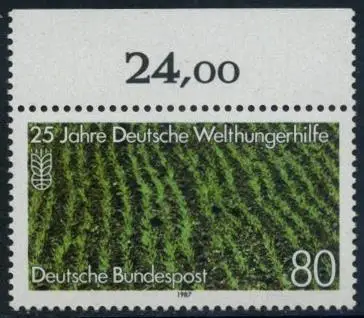 24,00
25 Jahre Deutsche Welthungerhilfe
Deutsche Bundespost 80
1987